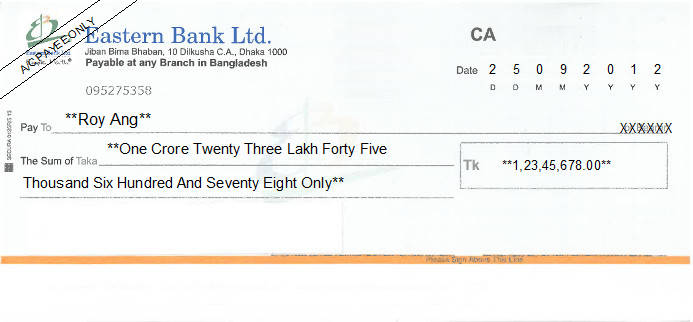 A/C PAYEE ONLY
Eastern Bank Ltd.
Jiban Bima Bhaban, 10 Dilkusha C.A., Dhaka 1000
Payable at any Branch in Bangladesh
CA
Date 2 5 0 9 2 0 1 2
D D M M Y Y Y Y
095275358
Pay To **Roy Ang** XXXXXX
The Sum of Taka **One Crore Twenty Three Lakh Forty Five
Thousand Six Hundred And Seventy Eight Only**
Tk **1,23,45,678.00**
Please Sign Above This Line